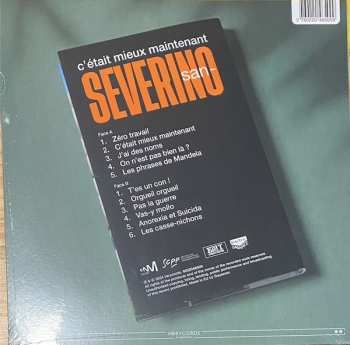 c'était mieux maintenant
SEVERINO
san-
Face A
1. Zéro travail
2. C'était mieux maintenant
3. J'ai des noms
4. On n'est pas bien là ?
5. Les phrases de Mandela
Face B
1. T'es un con !
2. Orgueil orgueil
3. Pas la guerre
4. Vas-y mollo
5. Anorexia et Suicida
6. Les casse-nichons
scpp